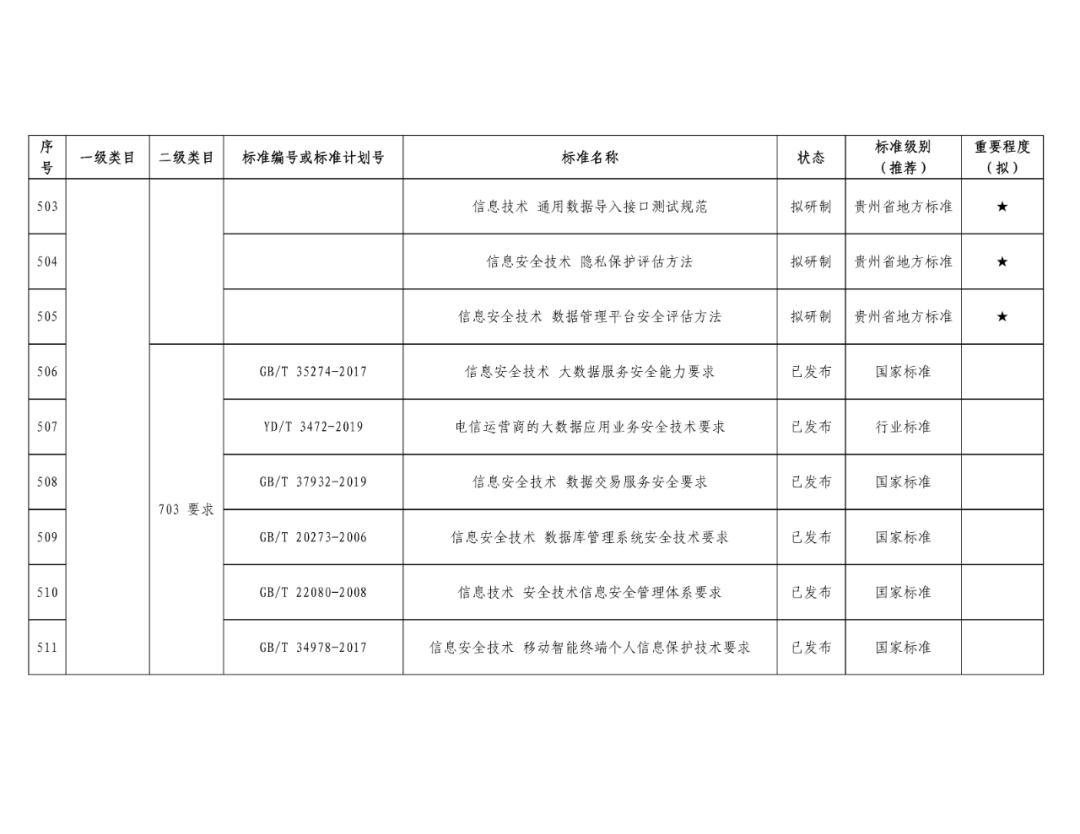 序号 一级类目 二级类目 标准编号或标准计划号 标准名称 状态 标准级别（推荐） 重要程度（拟）
503 信息技术 通用数据导入接口测试规范 拟研制 贵州省地方标准 ★
504 信息安全技术 隐私保护评估方法 拟研制 贵州省地方标准 ★
505 信息安全技术 数据管理平台安全评估方法 拟研制 贵州省地方标准 ★
506 GB/T 35274-2017 信息安全技术 大数据服务安全能力要求 已发布 国家标准
507 YD/T 3472-2019 电信运营商的大数据应用业务安全技术要求 已发布 行业标准
508 GB/T 37932-2019 信息安全技术 数据交易服务安全要求 已发布 国家标准
703 要求
509 GB/T 20273-2006 信息安全技术 数据库管理系统安全技术要求 已发布 国家标准
510 GB/T 22080-2008 信息技术 安全技术信息安全管理体系要求 已发布 国家标准
511 GB/T 34978-2017 信息安全技术 移动智能终端个人信息保护技术要求 已发布 国家标准